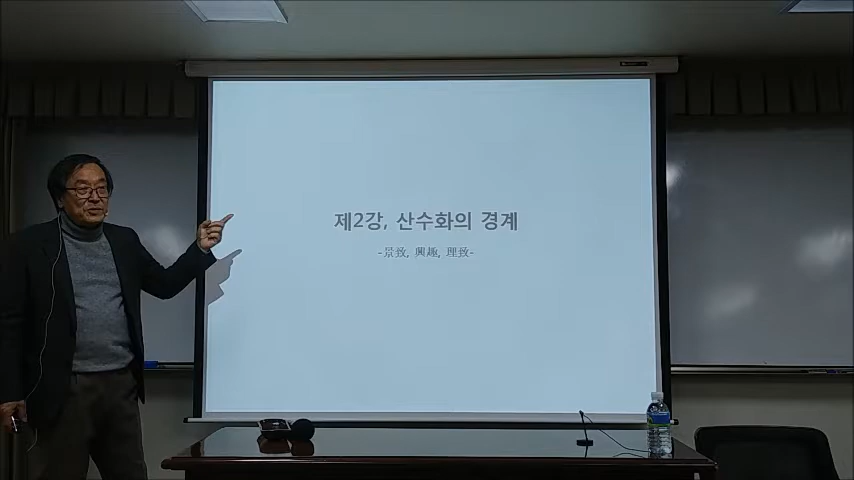 제2강, 산수화의 경계
-景致, 興趣, 理致-